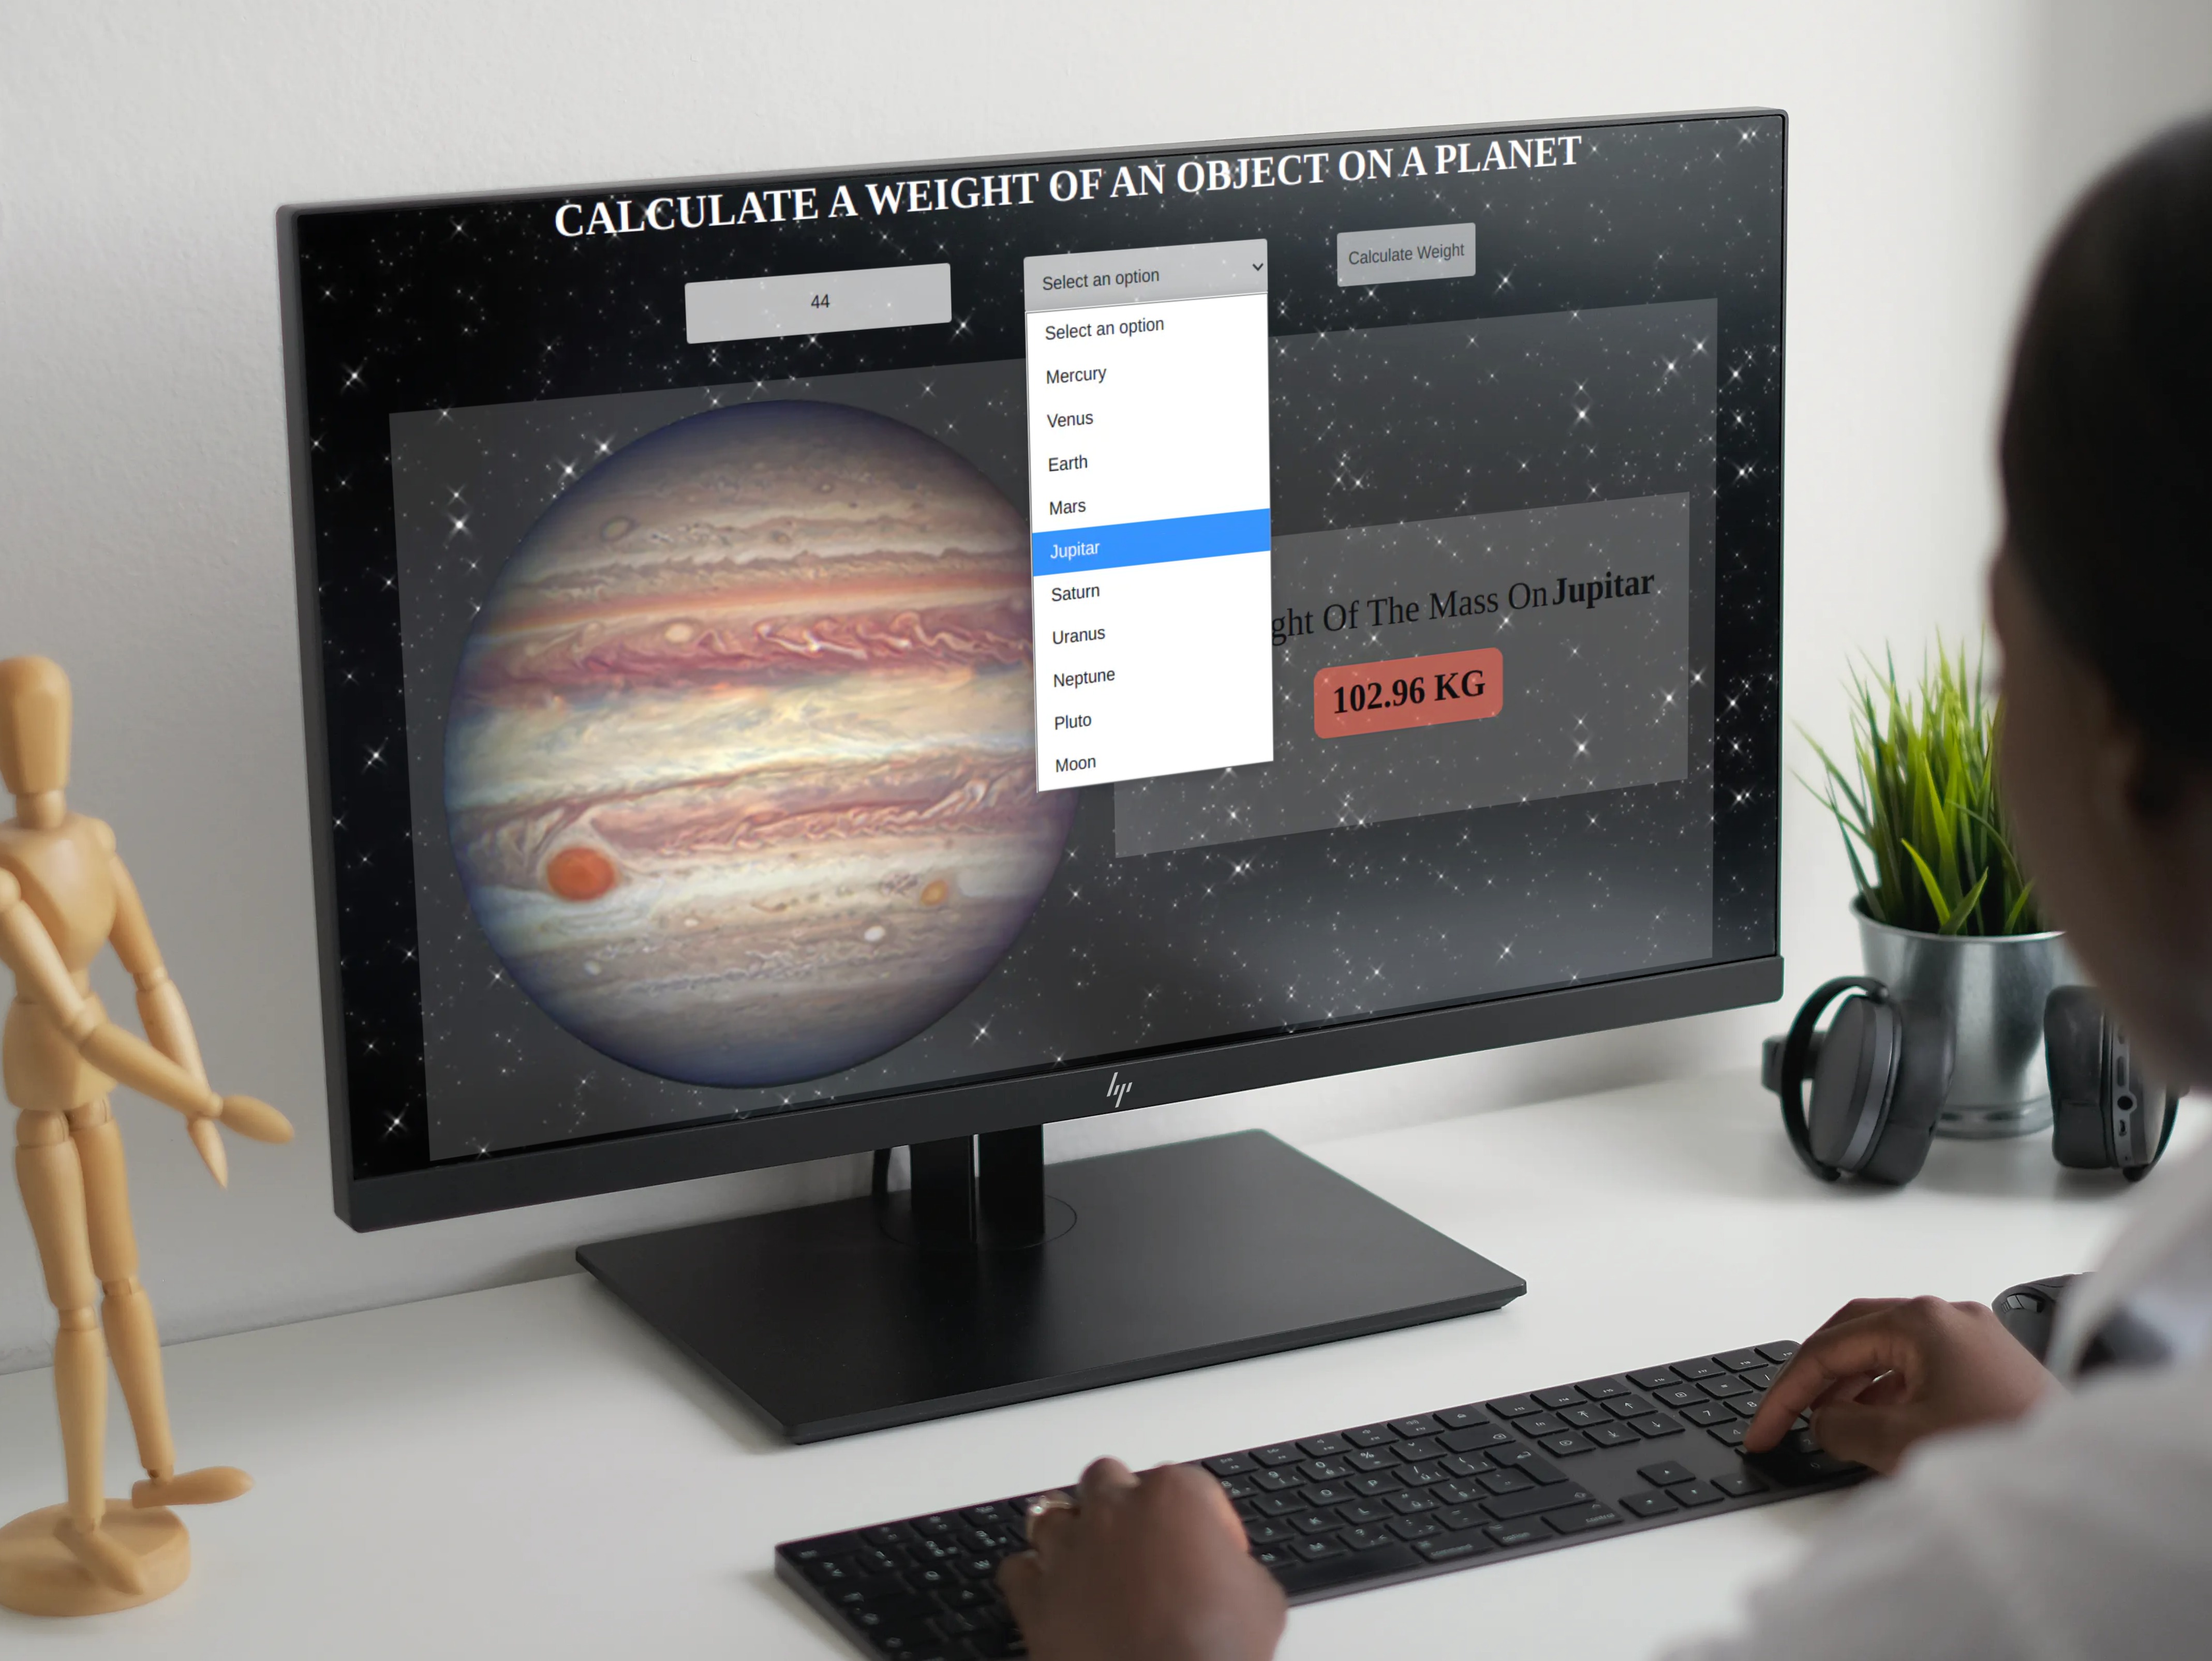 CALCULATE A WEIGHT OF AN OBJECT ON A PLANET
44
Select an option
Calculate Weight
Select an option
Mercury
Venus
Earth
Mars
Jupitar
Saturn
Uranus
Neptune
Pluto
Moon
ght Of The Mass On Jupitar
102.96 KG
hp